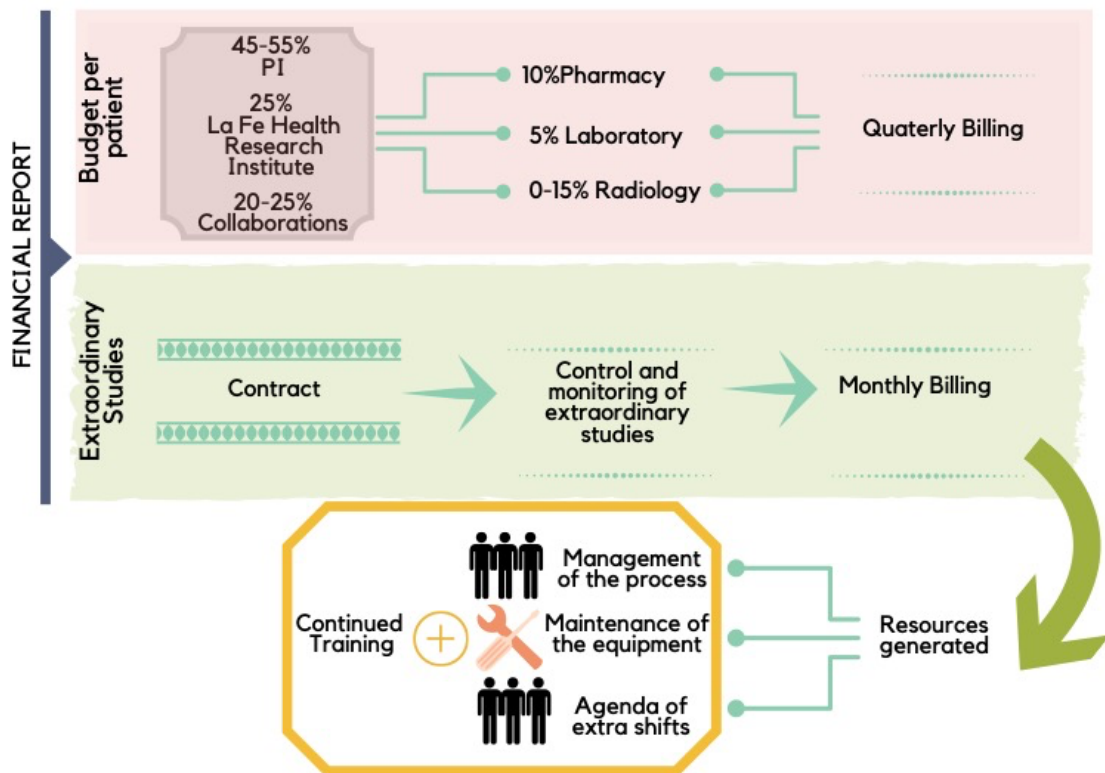 FINANCIAL REPORT
Budget per
patient
45-55%
PI
25%
La Fe Health
Research
Institute
20-25%
Collaborations
10%Pharmacy
5% Laboratory
0-15% Radiology
Quaterly Billing
Extraordinary
Studies
Contract
Control and
monitoring of
extraordinary
studies
Monthly Billing
Continued
Training
Management
of the process
Maintenance of
the equipment
Agenda of
extra shifts
Resources
generated